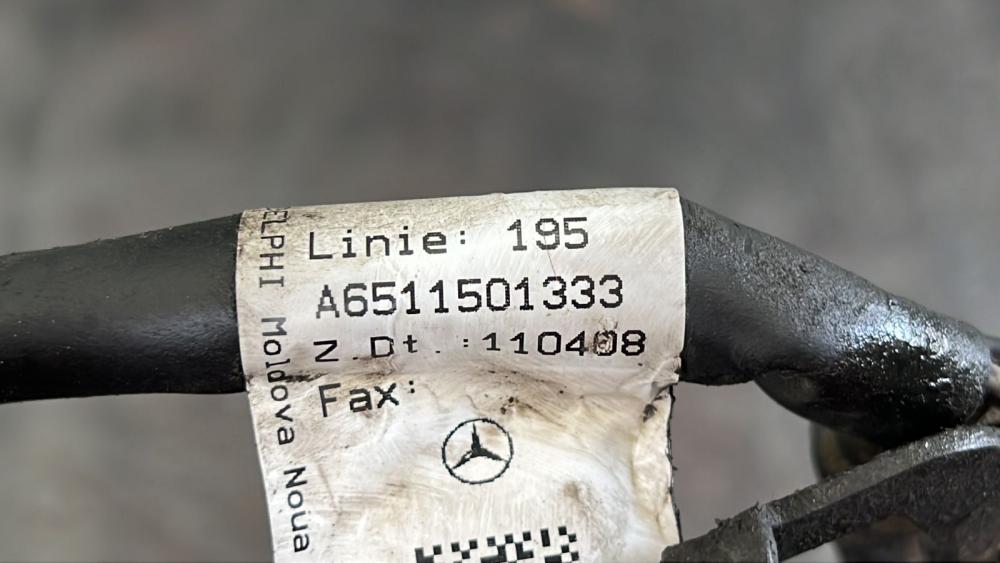 Linie: 195
A6511501333
Z.Dt.:110408
Fax:
ELPHI Moldova Noua